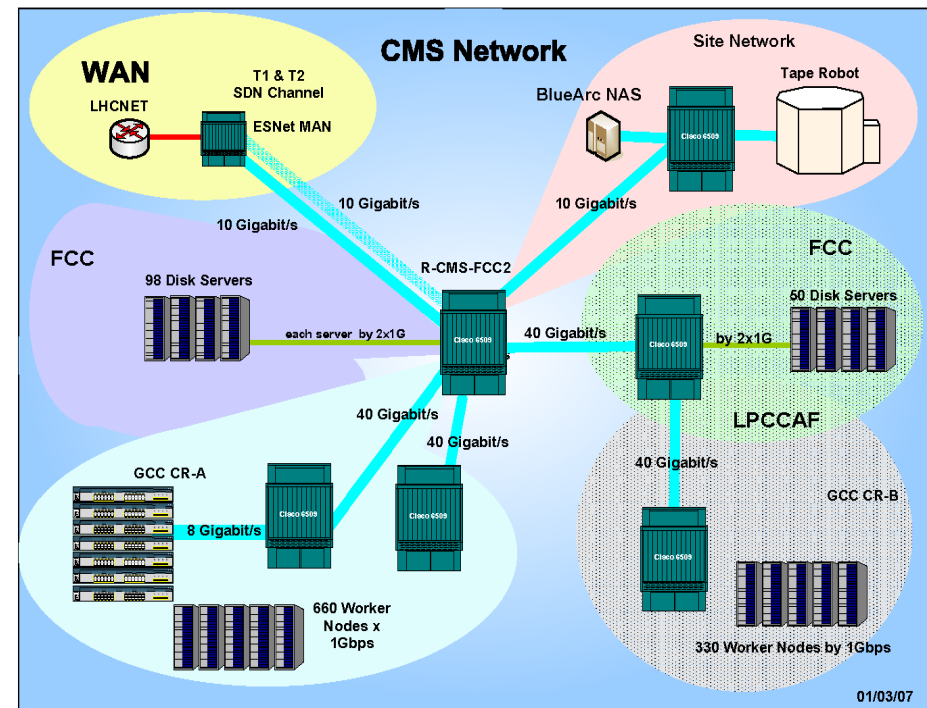 CMS Network
WAN
T1 & T2
SDN Channel
LHCNET
ESNet MAN
Site Network
BlueArc NAS
Tape Robot
Cisco 6509
10 Gigabit/s
10 Gigabit/s
10 Gigabit/s
FCC
98 Disk Servers
each server by 2x1G
R-CMS-FCC2
Cisco 6509
40 Gigabit/s
FCC
50 Disk Servers
Cisco 6509
by 2x1G
LPCCAF
40 Gigabit/s
40 Gigabit/s
40 Gigabit/s
GCC CR-A
8 Gigabit/s
Cisco 6509
Cisco 6509
660 Worker
Nodes x
1Gbps
GCC CR-B
Cisco 6509
330 Worker Nodes by 1Gbps
01/03/07